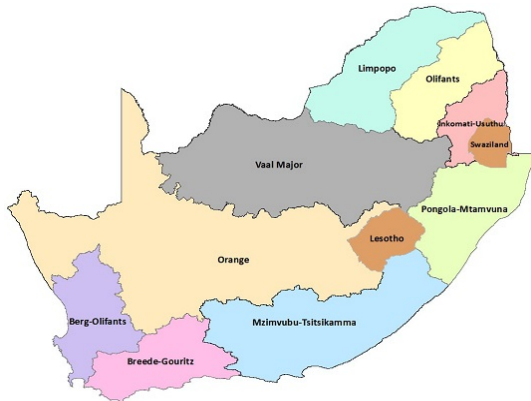 Limpopo
Olifants
Inkomati-Usuthu
Swaziland
Vaal Major
Pongola-Mtamvuna
Lesotho
Orange
Berg-Olifants
Mzimvubu-Tsitsikamma
Breede-Gouritz